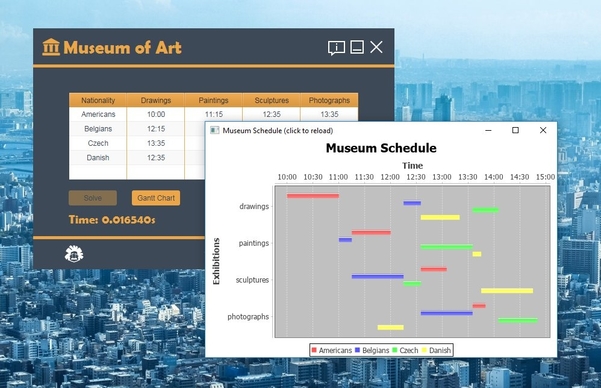 Museum of Art
Nationality Drawings Paintings Sculptures Photographs
Americans 10:00 11:15 12:35 13:35
Belgians 12:15
Czech 13:35
Danish 12:35
Solve Gantt Chart
Time: 0.016540s
Museum Schedule (click to reload)
Museum Schedule
Time
10:00 10:30 11:00 11:30 12:00 12:30 13:00 13:30 14:00 14:30 15:00
Exhibitions
drawings
paintings
sculptures
photographs
Americans Belgians Czech Danish